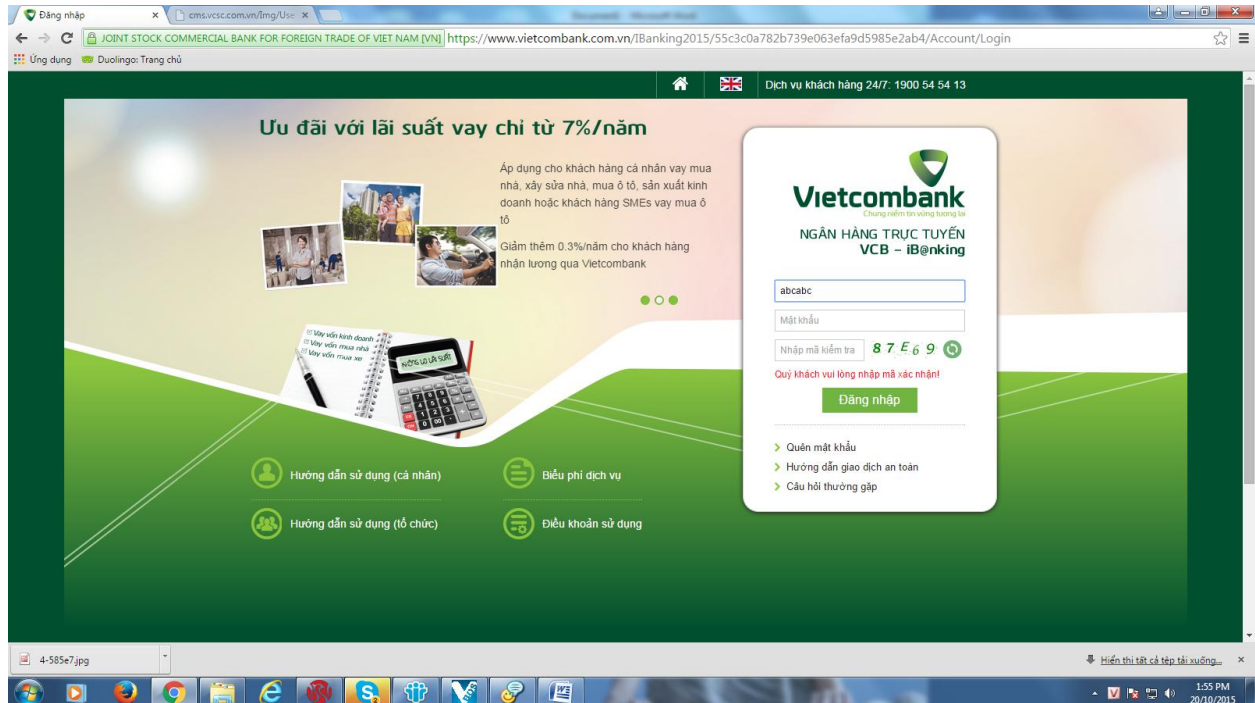 Đăng nhập
cms.vcsc.com.vn/Img/Use
JOINT STOCK COMMERCIAL BANK FOR FOREIGN TRADE OF VIET NAM [VN] https://www.vietcombank.com.vn/IBanking2015/55c3c0a782b739e063efa9d5985e2ab4/Account/Login
Ứng dụng Duolingo: Trang chủ
Dịch vụ khách hàng 24/7: 1900 54 54 13
Ưu đãi với lãi suất vay chỉ từ 7%/năm
Áp dụng cho khách hàng cá nhân vay mua
nhà, xây sửa nhà, mua ô tô, sản xuất kinh
doanh hoặc khách hàng SMEs vay mua ô
tô
Giảm thêm 0.3%/năm cho khách hàng
nhận lương qua Vietcombank
Vay vốn kinh doanh
Vay vốn mua nhà
Vay vốn mua xe
KHÔNG LO LÃI SUẤT
Vietcombank
Chung niềm tin vững tương lai
NGÂN HÀNG TRỰC TUYẾN
VCB – iB@nking
abcabc
Mật khẩu
Nhập mã kiểm tra 87E69
Quý khách vui lòng nhập mã xác nhận!
Đăng nhập
Quên mật khẩu
Hướng dẫn giao dịch an toàn
Câu hỏi thường gặp
Hướng dẫn sử dụng (cá nhân)
Biểu phí dịch vụ
Hướng dẫn sử dụng (tổ chức)
Điều khoản sử dụng
4-585e7.jpg
Hiển thị tất cả tệp tải xuống...
1:55 PM
20/10/2015